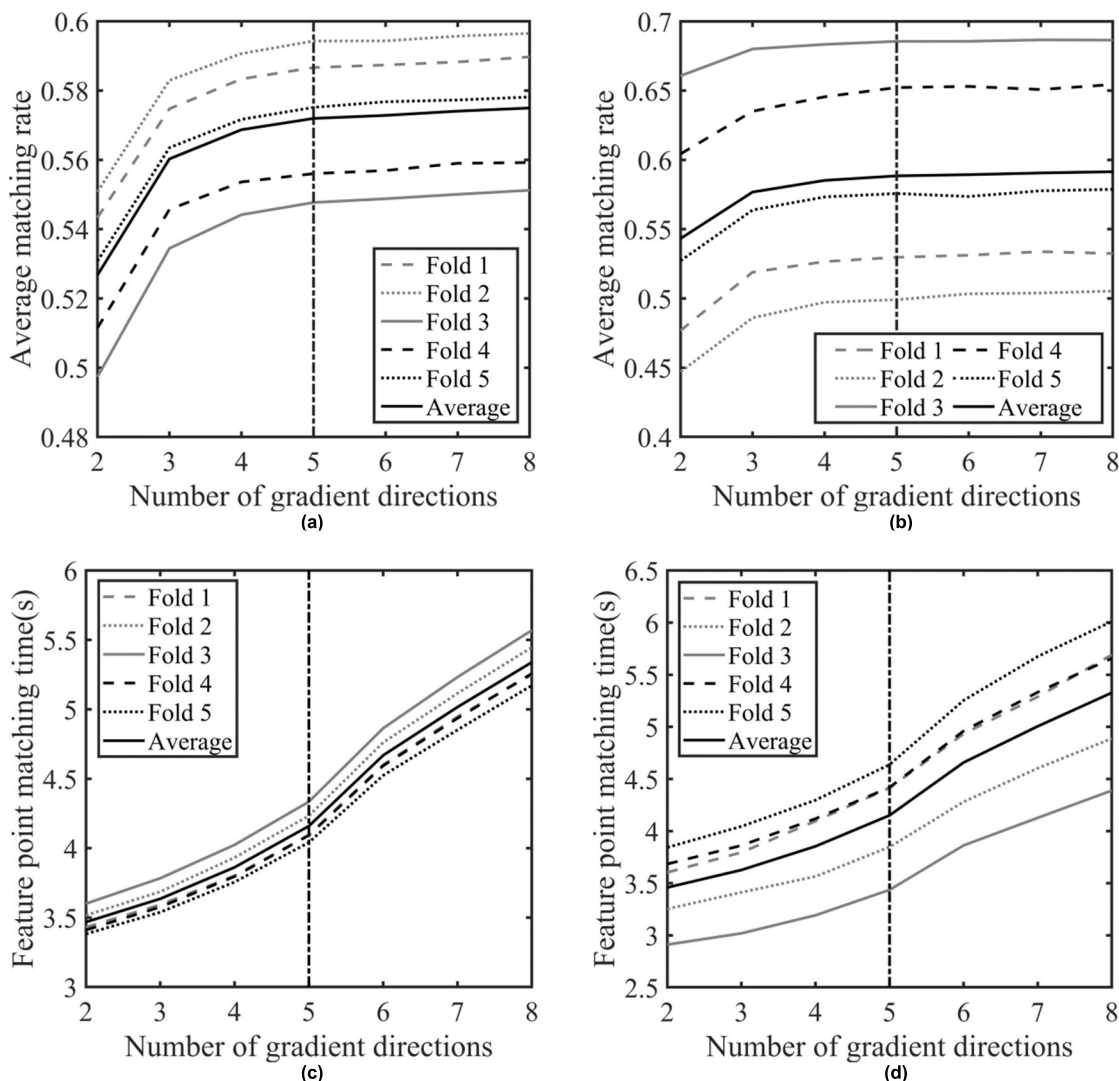 0.6
0.58
0.56
0.54
0.52
0.5
0.48
Average matching rate
Fold 1
Fold 2
Fold 3
Fold 4
Fold 5
Average
2 3 4 5 6 7 8
Number of gradient directions
(a)
0.7
0.65
0.6
0.55
0.5
0.45
0.4
Average matching rate
Fold 1 Fold 4
Fold 2 Fold 5
Fold 3 Average
2 3 4 5 6 7 8
Number of gradient directions
(b)
6
5.5
5
4.5
4
3.5
3
Feature point matching time(s)
Fold 1
Fold 2
Fold 3
Fold 4
Fold 5
Average
2 3 4 5 6 7 8
Number of gradient directions
(c)
6.5
6
5.5
5
4.5
4
3.5
3
2.5
Feature point matching time(s)
Fold 1
Fold 2
Fold 3
Fold 4
Fold 5
Average
2 3 4 5 6 7 8
Number of gradient directions
(d)